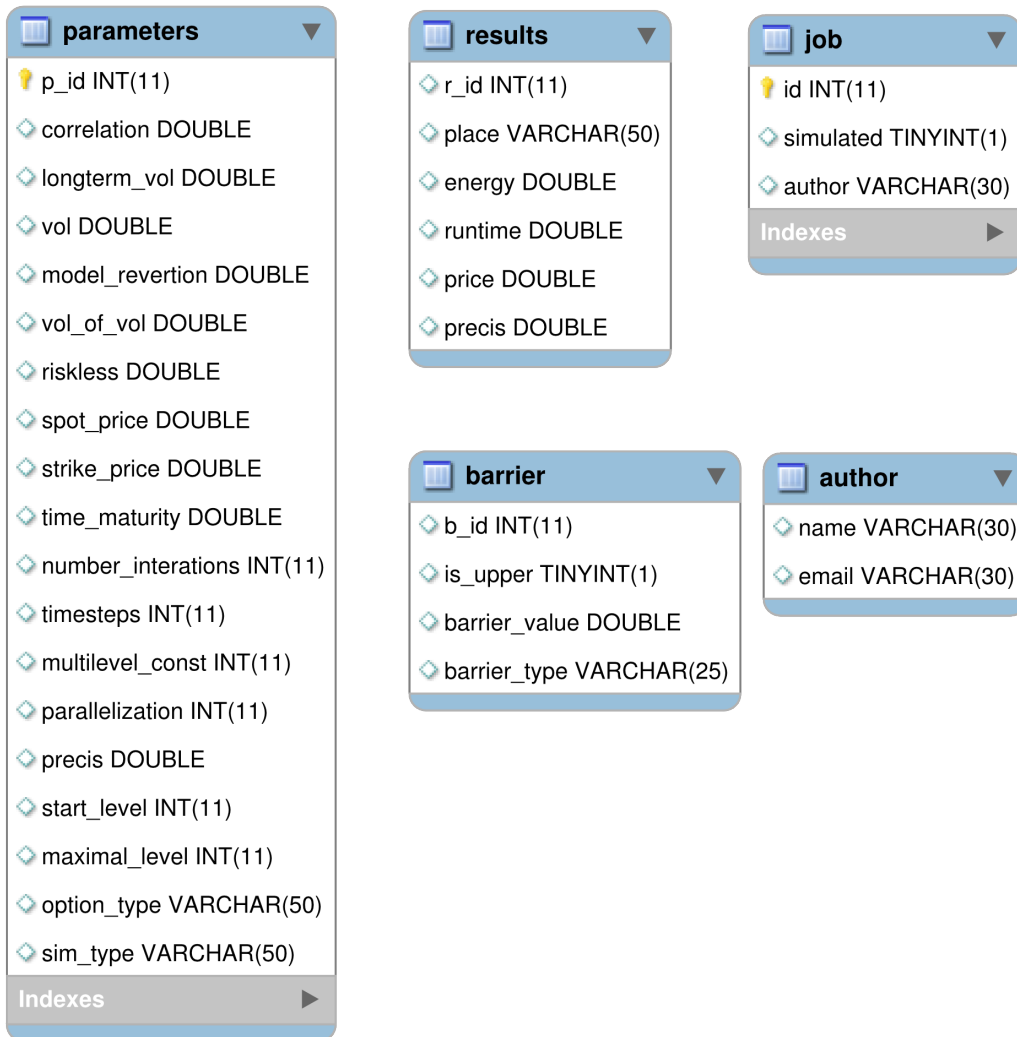 parameters
p_id INT(11)
correlation DOUBLE
longterm_vol DOUBLE
vol DOUBLE
model_revertion DOUBLE
vol_of_vol DOUBLE
riskless DOUBLE
spot_price DOUBLE
strike_price DOUBLE
time_maturity DOUBLE
number_interations INT(11)
timesteps INT(11)
multilevel_const INT(11)
parallelization INT(11)
precis DOUBLE
start_level INT(11)
maximal_level INT(11)
option_type VARCHAR(50)
sim_type VARCHAR(50)
Indexes
results
r_id INT(11)
place VARCHAR(50)
energy DOUBLE
runtime DOUBLE
price DOUBLE
precis DOUBLE
job
id INT(11)
simulated TINYINT(1)
author VARCHAR(30)
Indexes
barrier
b_id INT(11)
is_upper TINYINT(1)
barrier_value DOUBLE
barrier_type VARCHAR(25)
author
name VARCHAR(30)
email VARCHAR(30)